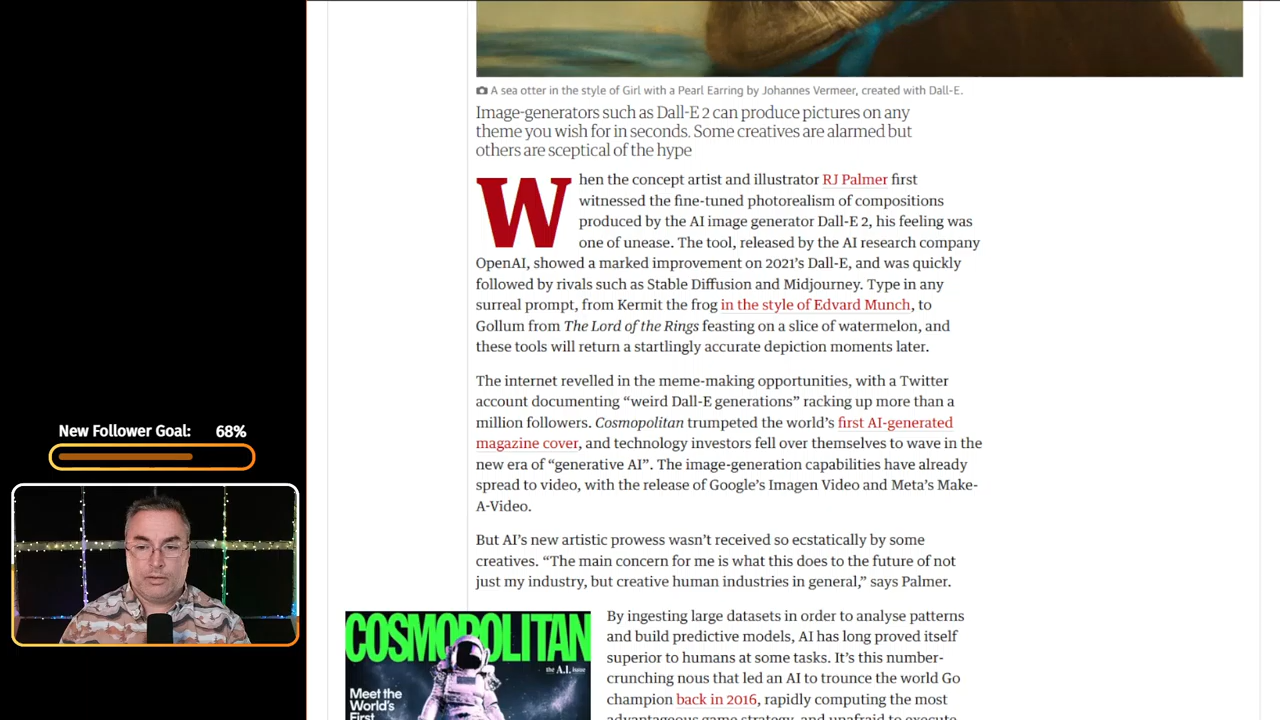 A sea otter in the style of Girl with a Pearl Earring by Johannes Vermeer, created with Dall-E.
Image-generators such as Dall-E 2 can produce pictures on any
theme you wish for in seconds. Some creatives are alarmed but
others are sceptical of the hype
When the concept artist and illustrator RJ Palmer first
witnessed the fine-tuned photorealism of compositions
produced by the AI image generator Dall-E 2, his feeling was
one of unease. The tool, released by the AI research company
OpenAI, showed a marked improvement on 2021's Dall-E, and was quickly
followed by rivals such as Stable Diffusion and Midjourney. Type in any
surreal prompt, from Kermit the frog in the style of Edvard Munch, to
Gollum from The Lord of the Rings feasting on a slice of watermelon, and
these tools will return a startlingly accurate depiction moments later.
The internet revelled in the meme-making opportunities, with a Twitter
account documenting “weird Dall-E generations” racking up more than a
million followers. Cosmopolitan trumpeted the world's first AI-generated
magazine cover, and technology investors fell over themselves to wave in the
new era of “generative AI”. The image-generation capabilities have already
spread to video, with the release of Google's Imagen Video and Meta's Make-
A-Video.
But AI's new artistic prowess wasn't received so ecstatically by some
creatives. “The main concern for me is what this does to the future of not
just my industry, but creative human industries in general,” says Palmer.
By ingesting large datasets in order to analyse patterns
and build predictive models, AI has long proved itself
superior to humans at some tasks. It's this number-
crunching nous that led an AI to trounce the world Go
champion back in 2016, rapidly computing the most
advantageous game strategy, and unafraid to execute
New Follower Goal: 68%
COSMOPOLITAN
the A.I. issue
Meet the
World's
First